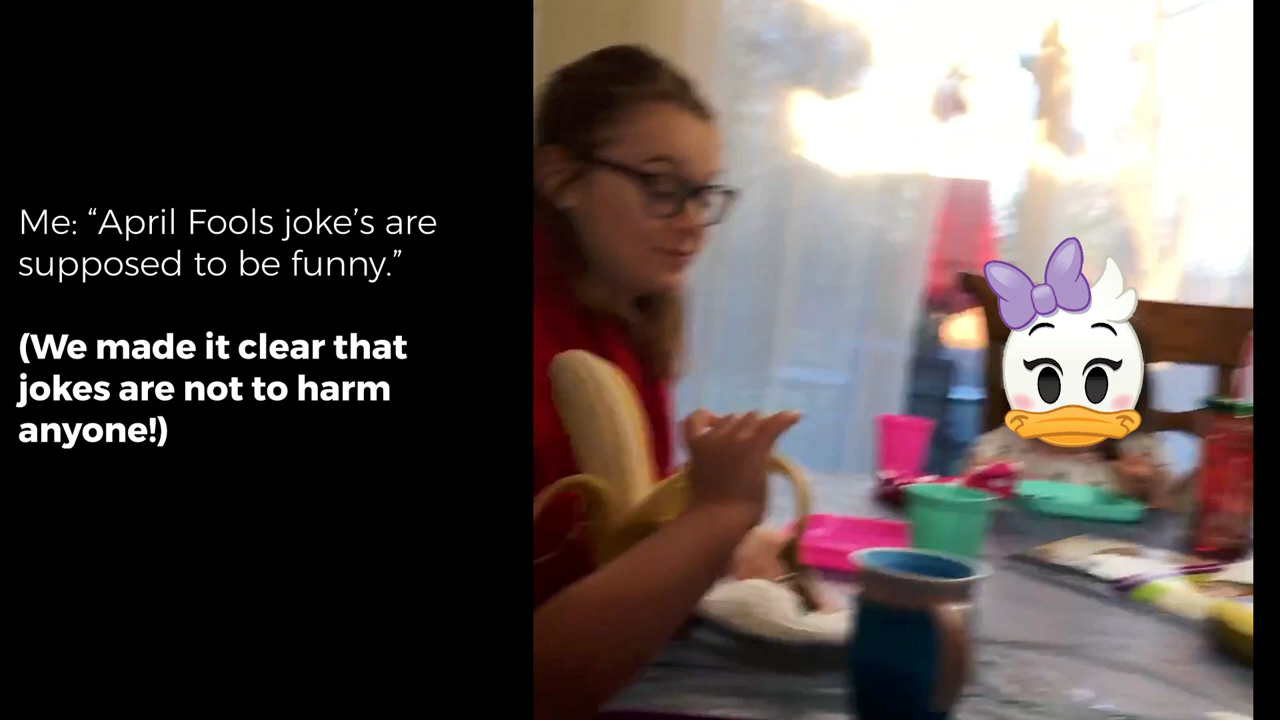 Me: “April Fools joke’s are
supposed to be funny.”
(We made it clear that
jokes are not to harm
anyone!)